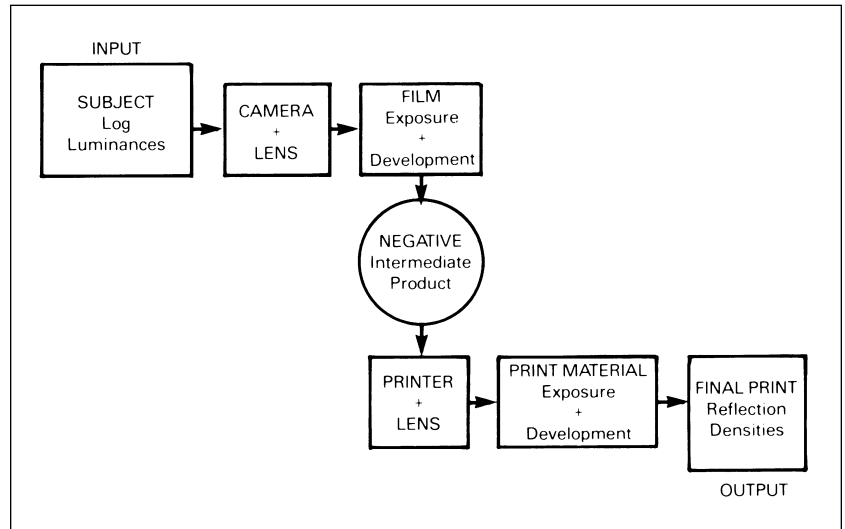 INPUT
SUBJECT
Log
Luminances
CAMERA
+
LENS
FILM
Exposure
+
Development
NEGATIVE
Intermediate
Product
PRINTER
+
LENS
PRINT MATERIAL
Exposure
+
Development
FINAL PRINT
Reflection
Densities
OUTPUT